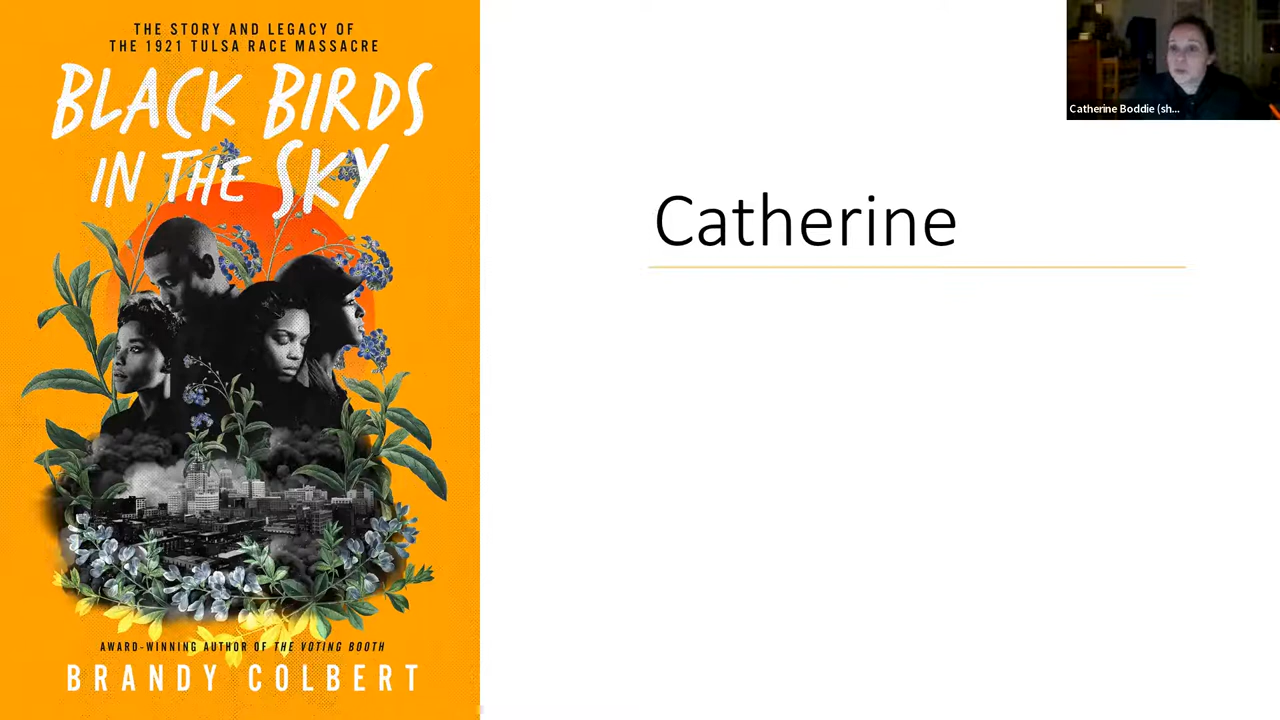 THE STORY AND LEGACY OF
THE 1921 TULSA RACE MASSACRE
BLACK BIRDS
IN THE SKY
AWARD-WINNING AUTHOR OF THE VOTING BOOTH
BRANDY COLBERT
Catherine
Catherine Boddie (sh...